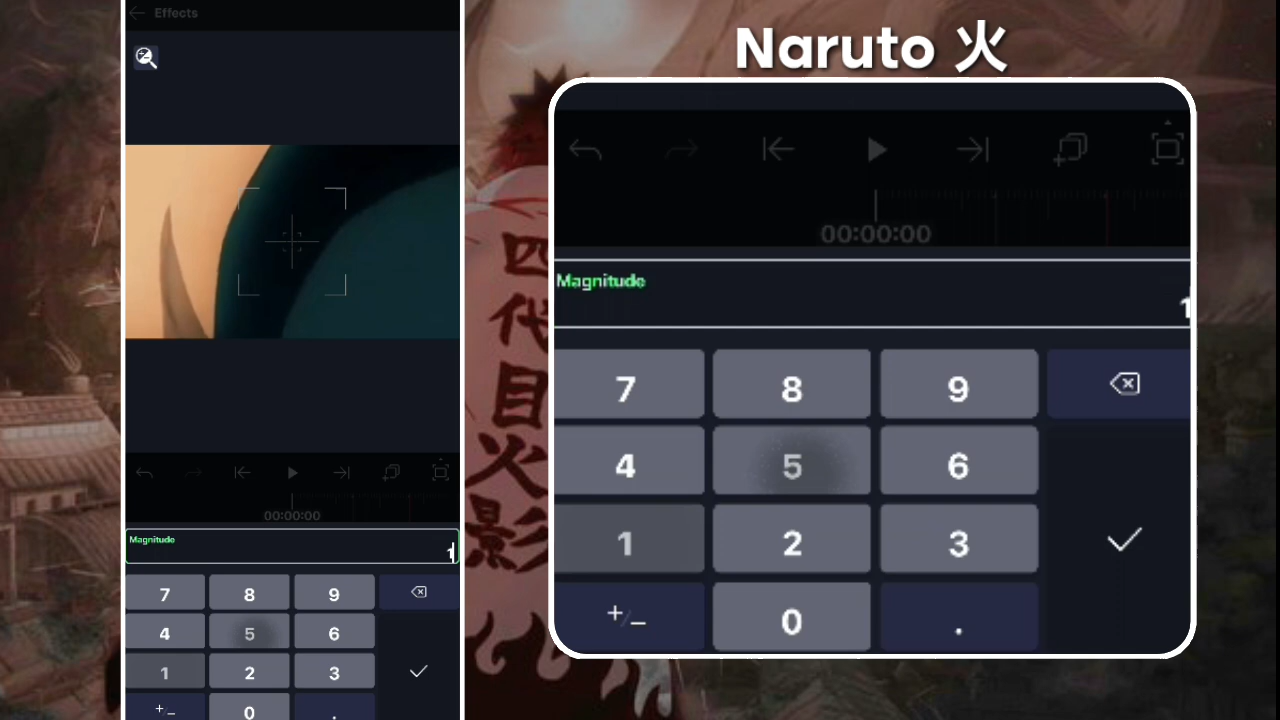 Effects
00:00:00
Magnitude
1
7 8 9
4 5 6
1 2 3
+/_ 0 .
Naruto 火
四代目火影
00:00:00
Magnitude
1
7 8 9
4 5 6
1 2 3
+/_ 0 .